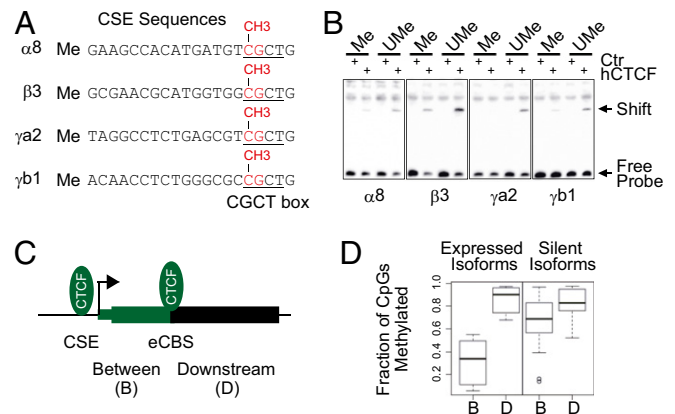 A
CSE Sequences
CH3
α8 Me GAAGCCACATGATGTCGCTG
CH3
β3 Me GCGAACGCATGGTGGCGCTG
CH3
γa2 Me TAGGCCTCTGAGCGTCGCTG
CH3
γb1 Me ACAACCTCTGGGCGCCGCTG
CGCT box
B
Me UMe Me UMe Me UMe Me UMe
+ + + + + + + + Ctr
+ + + + + + + + hCTCF
Shift
Free
Probe
α8 β3 γa2 γb1
C
CTCF CTCF
CSE eCBS
Between Downstream
(B) (D)
D
Expressed Silent
Isoforms Isoforms
Fraction of CpGs
Methylated
1.0
0.8
0.6
0.4
0.2
B D B D